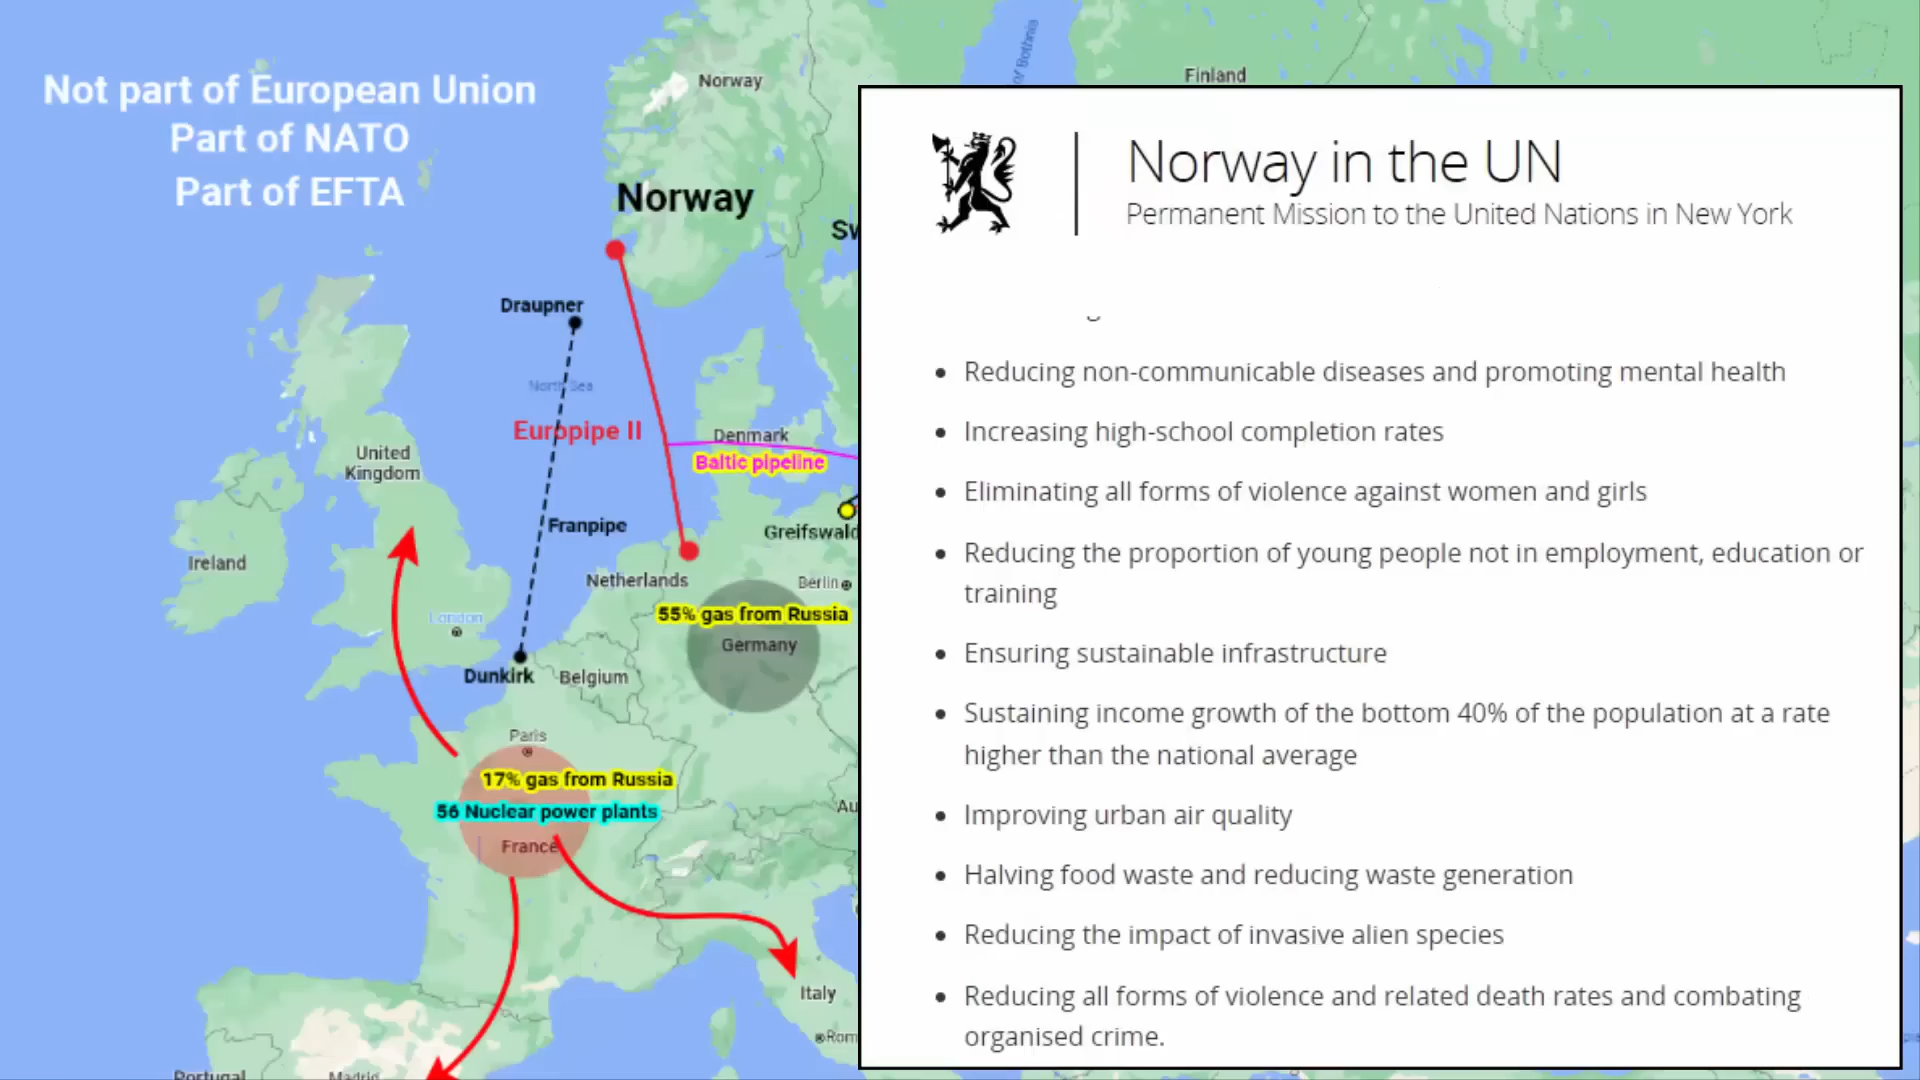 Not part of European Union
Part of NATO
Part of EFTA
of Bothnia
Norway
Finland
Norway
Draupner
North Sea
Europipe II
Denmark
Baltic pipeline
United
Kingdom
Franpipe
Greifswald
Ireland
Netherlands
Berlin
55% gas from Russia
London
Germany
Dunkirk
Belgium
Paris
17% gas from Russia
56 Nuclear power plants
France
Italy
Portugal
Madrid
Norway in the UN
Permanent Mission to the United Nations in New York
• Reducing non-communicable diseases and promoting mental health
• Increasing high-school completion rates
• Eliminating all forms of violence against women and girls
• Reducing the proportion of young people not in employment, education or
training
• Ensuring sustainable infrastructure
• Sustaining income growth of the bottom 40% of the population at a rate
higher than the national average
• Improving urban air quality
• Halving food waste and reducing waste generation
• Reducing the impact of invasive alien species
• Reducing all forms of violence and related death rates and combating
organised crime.